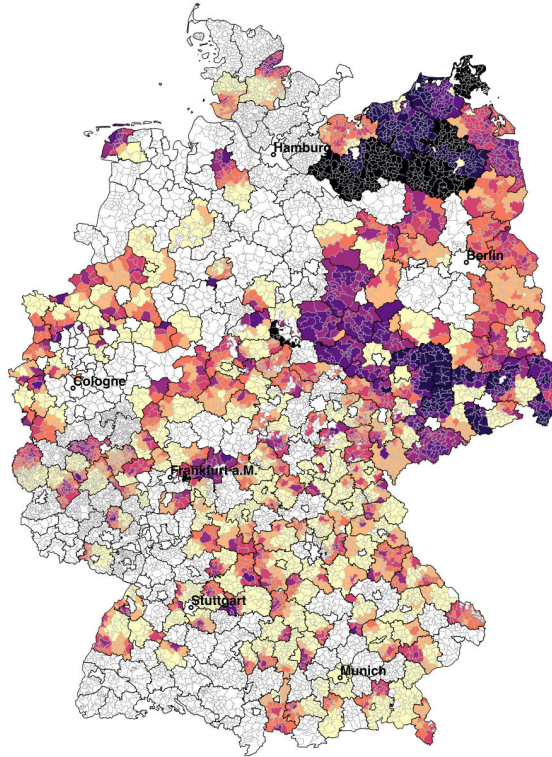 Hamburg
Berlin
Cologne
Frankfurt a.M.
Stuttgart
Munich